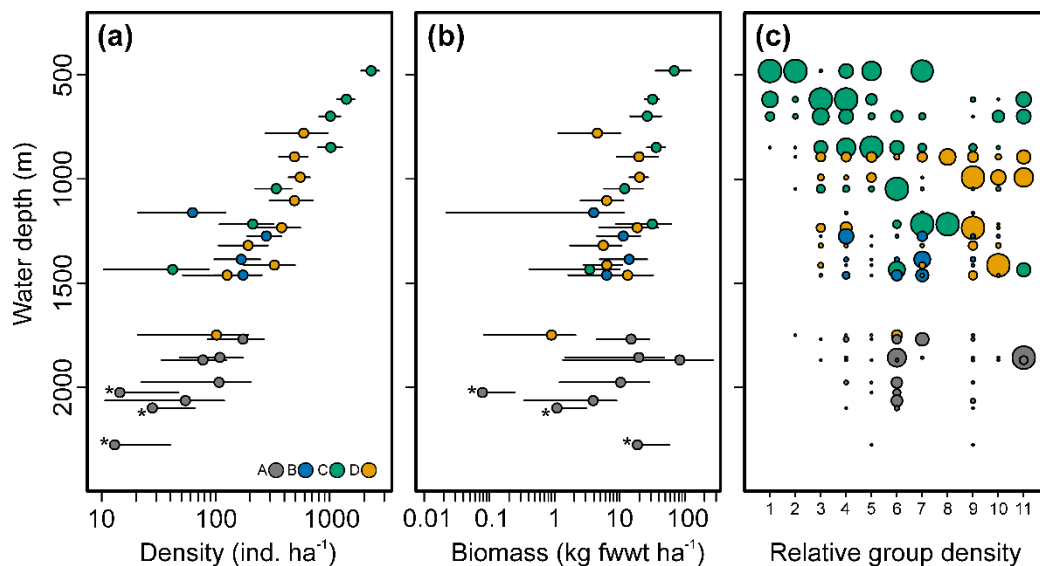 (a)
(b)
(c)
Water depth (m)
500
1000
1500
2000
*
*
*
*
*
*
A B C D
10 100 1000
0.01 0.1 1 10 100
1 2 3 4 5 6 7 8 9 10 11
Density (ind. ha⁻¹)
Biomass (kg fwwt ha⁻¹)
Relative group density